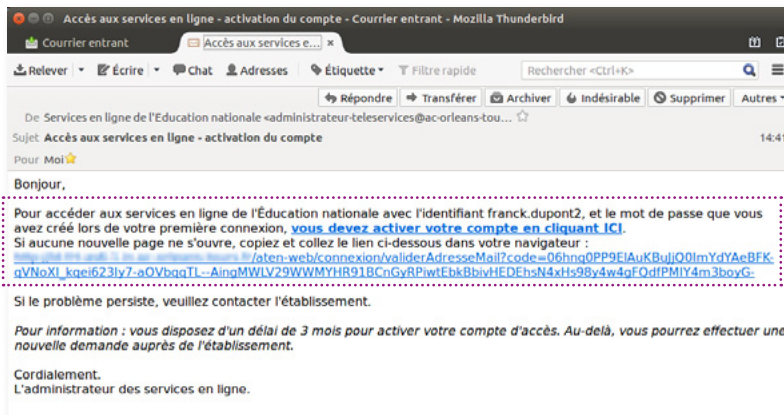 Accès aux services en ligne - activation du compte - Courrier entrant - Mozilla Thunderbird
Courrier entrant Accès aux services e... ×
Relever Écrire Chat Adresses Étiquette Filtre rapide Rechercher <Ctrl+K>
Répondre Transférer Archiver Indésirable Supprimer Autres
De Services en ligne de l'Education nationale <administrateur-teleservices@ac-orleans-tou...
Sujet Accès aux services en ligne - activation du compte 14:41
Pour Moi
Bonjour,
Pour accéder aux services en ligne de l'Éducation nationale avec l'identifiant franck.dupont2, et le mot de passe que vous
avez créé lors de votre première connexion, vous devez activer votre compte en cliquant ICI.
Si aucune nouvelle page ne s'ouvre, copiez et collez le lien ci-dessous dans votre navigateur :
/aten-web/connexion/validerAdresseMail?code=06hnq0PP9ElAuKBuJjQ0ImYdYAeBFK-
qVNoXI_kqei623Iy7-aOVbqqTL--AingMWLV29WWMYHR91BCnGyRPiwtEbkBbivHEDEhsN4xHs98y4w4gFQdfPMIY4m3boyG-
Si le problème persiste, veuillez contacter l'établissement.
Pour information : vous disposez d'un délai de 3 mois pour activer votre compte d'accès. Au-delà, vous pourrez effectuer une
nouvelle demande auprès de l'établissement.
Cordialement.
L'administrateur des services en ligne.